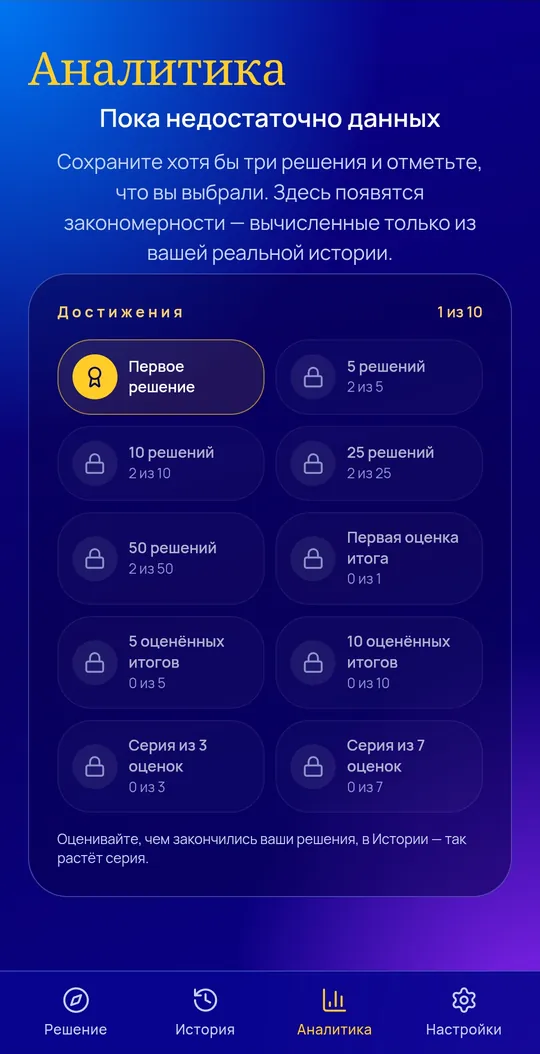 Аналитика
Пока недостаточно данных
Сохраните хотя бы три решения и отметьте,
что вы выбрали. Здесь появятся
закономерности — вычисленные только из
вашей реальной истории.
Достижения
1 из 10
Первое
решение
5 решений
2 из 5
10 решений
2 из 10
25 решений
2 из 25
50 решений
2 из 50
Первая оценка
итога
0 из 1
5 оценённых
итогов
0 из 5
10 оценённых
итогов
0 из 10
Серия из 3
оценок
0 из 3
Серия из 7
оценок
0 из 7
Оценивайте, чем закончились ваши решения, в Истории — так
растёт серия.
Решение
История
Аналитика
Настройки